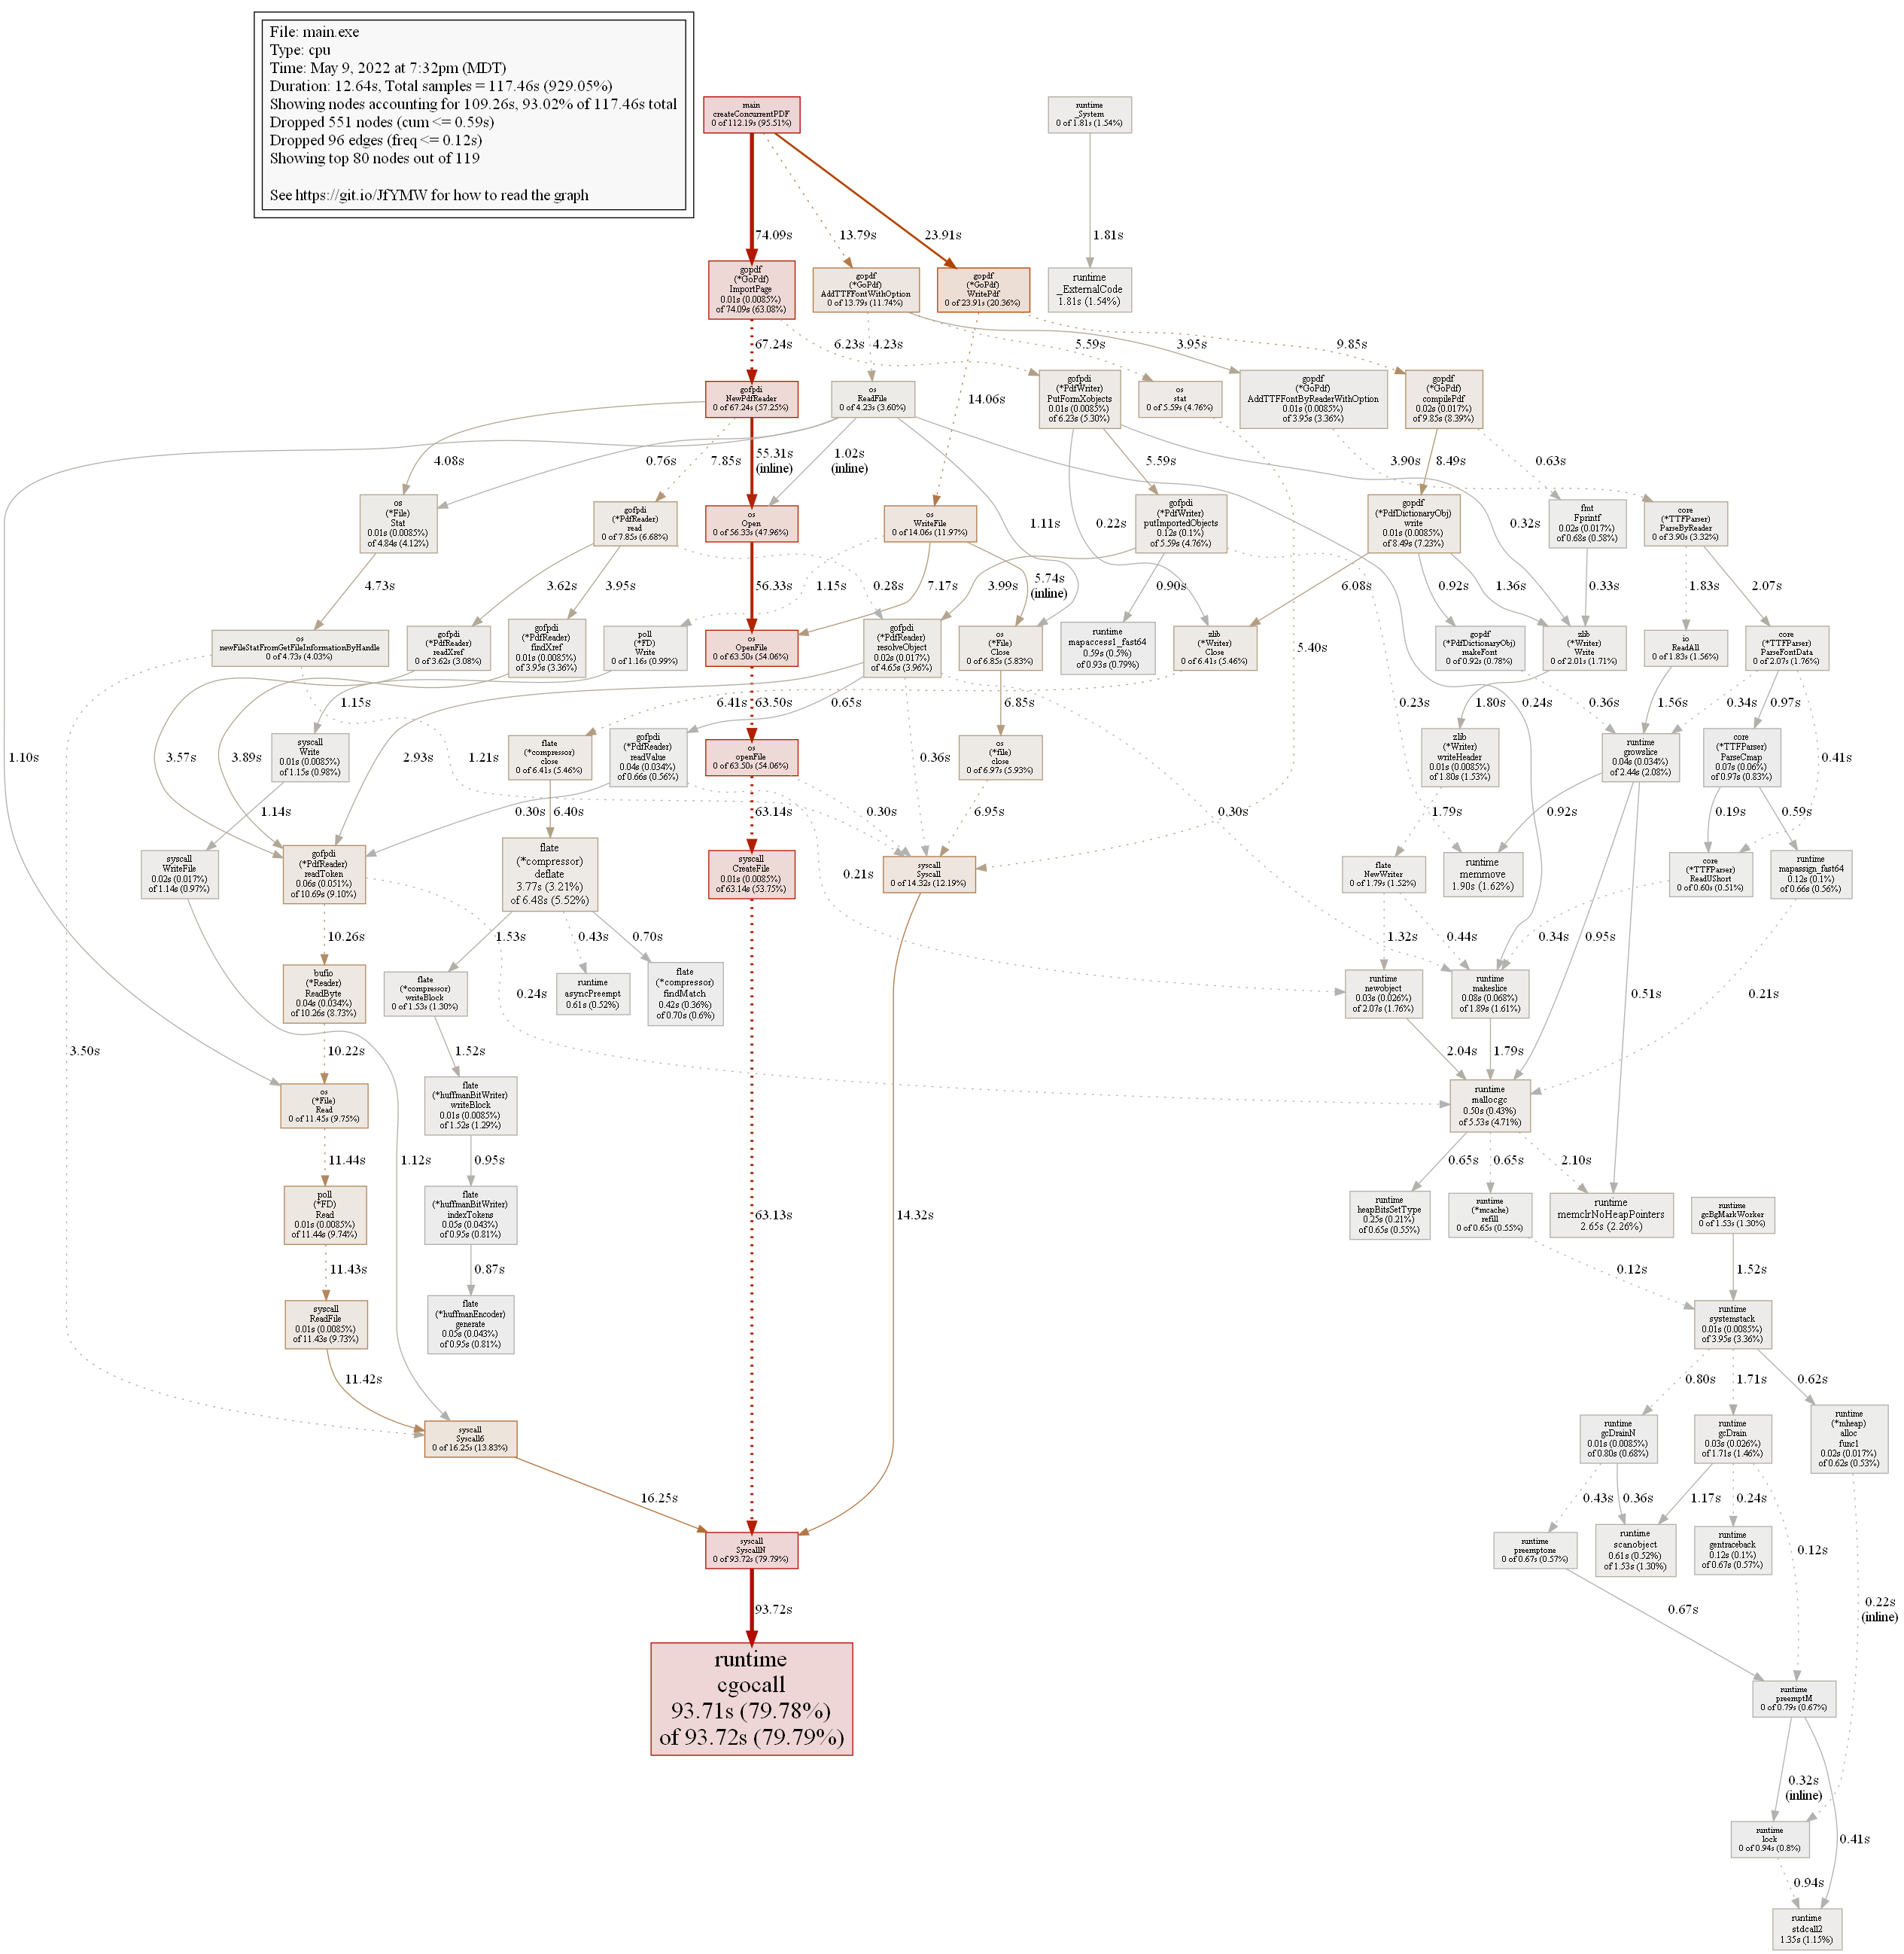 File: main.exe
Type: cpu
Time: May 9, 2022 at 7:32pm (MDT)
Duration: 12.64s, Total samples = 117.46s (929.05%)
Showing nodes accounting for 109.26s, 93.02% of 117.46s total
Dropped 551 nodes (cum <= 0.59s)
Dropped 96 edges (freq <= 0.12s)
Showing top 80 nodes out of 119
See https://git.io/JfYMW for how to read the graph
main
createConcurrentPDF
0 of 112.19s (95.51%)
runtime
_System
0 of 1.81s (1.54%)
74.09s
13.79s
23.91s
1.81s
gopdf
(*GoPdf)
ImportPage
0.01s (0.0085%)
of 74.09s (63.08%)
gopdf
(*GoPdf)
AddTTFFontWithOption
0 of 13.79s (11.74%)
gopdf
(*GoPdf)
WritePdf
0 of 23.91s (20.36%)
runtime
_ExternalCode
1.81s (1.54%)
67.24s
6.23s
4.23s
5.59s
3.95s
9.85s
14.06s
gofpdi
NewPdfReader
0 of 67.24s (57.25%)
os
ReadFile
0 of 4.23s (3.60%)
gofpdi
(*PdfWriter)
PutFormXobjects
0.01s (0.0085%)
of 6.23s (5.30%)
os
stat
0 of 5.59s (4.76%)
gopdf
(*GoPdf)
AddTTFFontByReaderWithOption
0.01s (0.0085%)
of 3.95s (3.36%)
gopdf
(*GoPdf)
compilePdf
0.02s (0.017%)
of 9.85s (8.39%)
4.08s
0.76s
7.85s
55.31s
(inline)
1.02s
(inline)
5.59s
3.90s
8.49s
0.63s
os
(*File)
Stat
0.01s (0.0085%)
of 4.84s (4.12%)
gofpdi
(*PdfReader)
read
0 of 7.85s (6.68%)
os
Open
0 of 56.33s (47.96%)
os
WriteFile
0 of 14.06s (11.97%)
1.11s
0.22s
gofpdi
(*PdfWriter)
putImportedObjects
0.12s (0.1%)
of 5.59s (4.76%)
gopdf
(*PdfDictionaryObj)
write
0.01s (0.0085%)
of 8.49s (7.23%)
0.32s
fmt
Fprintf
0.02s (0.017%)
of 0.68s (0.58%)
core
(*TTFParser)
ParseByReader
0 of 3.90s (3.32%)
4.73s
3.62s
3.95s
0.28s
56.33s
1.15s
7.17s
5.74s
(inline)
3.99s
0.90s
6.08s
0.92s
1.36s
0.33s
1.83s
2.07s
os
newFileStatFromGetFileInformationByHandle
0 of 4.73s (4.03%)
gofpdi
(*PdfReader)
readXref
0 of 3.62s (3.08%)
gofpdi
(*PdfReader)
findXref
0.01s (0.0085%)
of 3.95s (3.36%)
poll
(*FD)
Write
0 of 1.16s (0.99%)
os
OpenFile
0 of 63.50s (54.06%)
gofpdi
(*PdfReader)
resolveObject
0.02s (0.017%)
of 4.65s (3.96%)
os
(*File)
Close
0 of 6.85s (5.83%)
runtime
mapaccess1_fast64
0.59s (0.5%)
of 0.93s (0.79%)
zlib
(*Writer)
Close
0 of 6.41s (5.46%)
5.40s
gopdf
(*PdfDictionaryObj)
makeFont
0 of 0.92s (0.78%)
zlib
(*Writer)
Write
0 of 2.01s (1.71%)
io
ReadAll
0 of 1.83s (1.56%)
core
(*TTFParser)
ParseFontData
0 of 2.07s (1.76%)
1.15s
6.41s
63.50s
0.65s
6.85s
0.23s
1.80s
0.24s
0.36s
1.56s
0.34s
0.97s
1.10s
3.57s
3.89s
2.93s
1.21s
0.36s
0.41s
syscall
Write
0.01s (0.0085%)
of 1.15s (0.98%)
flate
(*compressor)
close
0 of 6.41s (5.46%)
gofpdi
(*PdfReader)
readValue
0.04s (0.034%)
of 0.66s (0.56%)
os
openFile
0 of 63.50s (54.06%)
os
(*file)
close
0 of 6.97s (5.93%)
zlib
(*Writer)
writeHeader
0.01s (0.0085%)
of 1.80s (1.53%)
runtime
growslice
0.04s (0.034%)
of 2.44s (2.08%)
core
(*TTFParser)
ParseCmap
0.07s (0.06%)
of 0.97s (0.83%)
1.14s
6.40s
0.30s
63.14s
0.30s
6.95s
0.30s
1.79s
0.92s
0.19s
0.59s
syscall
WriteFile
0.02s (0.017%)
of 1.14s (0.97%)
gofpdi
(*PdfReader)
readToken
0.06s (0.051%)
of 10.69s (9.10%)
flate
(*compressor)
deflate
3.77s (3.21%)
of 6.48s (5.52%)
syscall
CreateFile
0.01s (0.0085%)
of 63.14s (53.75%)
0.21s
syscall
Syscall
0 of 14.32s (12.19%)
flate
NewWriter
0 of 1.79s (1.52%)
runtime
memmove
1.90s (1.62%)
core
(*TTFParser)
ReadUShort
0 of 0.60s (0.51%)
runtime
mapassign_fast64
0.12s (0.1%)
of 0.66s (0.56%)
10.26s
1.53s
0.43s
0.70s
1.32s
0.44s
0.34s
0.95s
bufio
(*Reader)
ReadByte
0.04s (0.034%)
of 10.26s (8.73%)
flate
(*compressor)
writeBlock
0 of 1.53s (1.30%)
0.24s
runtime
asyncPreempt
0.61s (0.52%)
flate
(*compressor)
findMatch
0.42s (0.36%)
of 0.70s (0.6%)
runtime
newobject
0.03s (0.026%)
of 2.07s (1.76%)
runtime
makeslice
0.08s (0.068%)
of 1.89s (1.61%)
0.51s
0.21s
3.50s
10.22s
1.52s
2.04s
1.79s
os
(*File)
Read
0 of 11.45s (9.75%)
flate
(*huffmanBitWriter)
writeBlock
0.01s (0.0085%)
of 1.52s (1.29%)
runtime
mallocgc
0.50s (0.43%)
of 5.53s (4.71%)
11.44s
1.12s
0.95s
0.65s
0.65s
2.10s
poll
(*FD)
Read
0.01s (0.0085%)
of 11.44s (9.74%)
flate
(*huffmanBitWriter)
indexTokens
0.05s (0.043%)
of 0.95s (0.81%)
63.13s
14.32s
runtime
heapBitsSetType
0.25s (0.21%)
of 0.65s (0.55%)
runtime
(*mcache)
refill
0 of 0.65s (0.55%)
runtime
memclrNoHeapPointers
2.65s (2.26%)
runtime
gcBgMarkWorker
0 of 1.53s (1.30%)
11.43s
0.87s
0.12s
1.52s
syscall
ReadFile
0.01s (0.0085%)
of 11.43s (9.73%)
flate
(*huffmanEncoder)
generate
0.05s (0.043%)
of 0.95s (0.81%)
runtime
systemstack
0.01s (0.0085%)
of 3.95s (3.36%)
11.42s
0.80s
1.71s
0.62s
syscall
Syscall6
0 of 16.25s (13.83%)
runtime
gcDrainN
0.01s (0.0085%)
of 0.80s (0.68%)
runtime
gcDrain
0.03s (0.026%)
of 1.71s (1.46%)
runtime
(*mheap)
alloc
func1
0.02s (0.017%)
of 0.62s (0.53%)
16.25s
0.43s
0.36s
1.17s
0.24s
syscall
SyscallN
0 of 93.72s (79.79%)
runtime
preemptone
0 of 0.67s (0.57%)
runtime
scanobject
0.61s (0.52%)
of 1.53s (1.30%)
runtime
gentraceback
0.12s (0.1%)
of 0.67s (0.57%)
0.12s
93.72s
0.67s
0.22s
(inline)
runtime
cgocall
93.71s (79.78%)
of 93.72s (79.79%)
runtime
preemptM
0 of 0.79s (0.67%)
0.32s
(inline)
0.41s
runtime
lock
0 of 0.94s (0.8%)
0.94s
runtime
stdcall2
1.35s (1.15%)